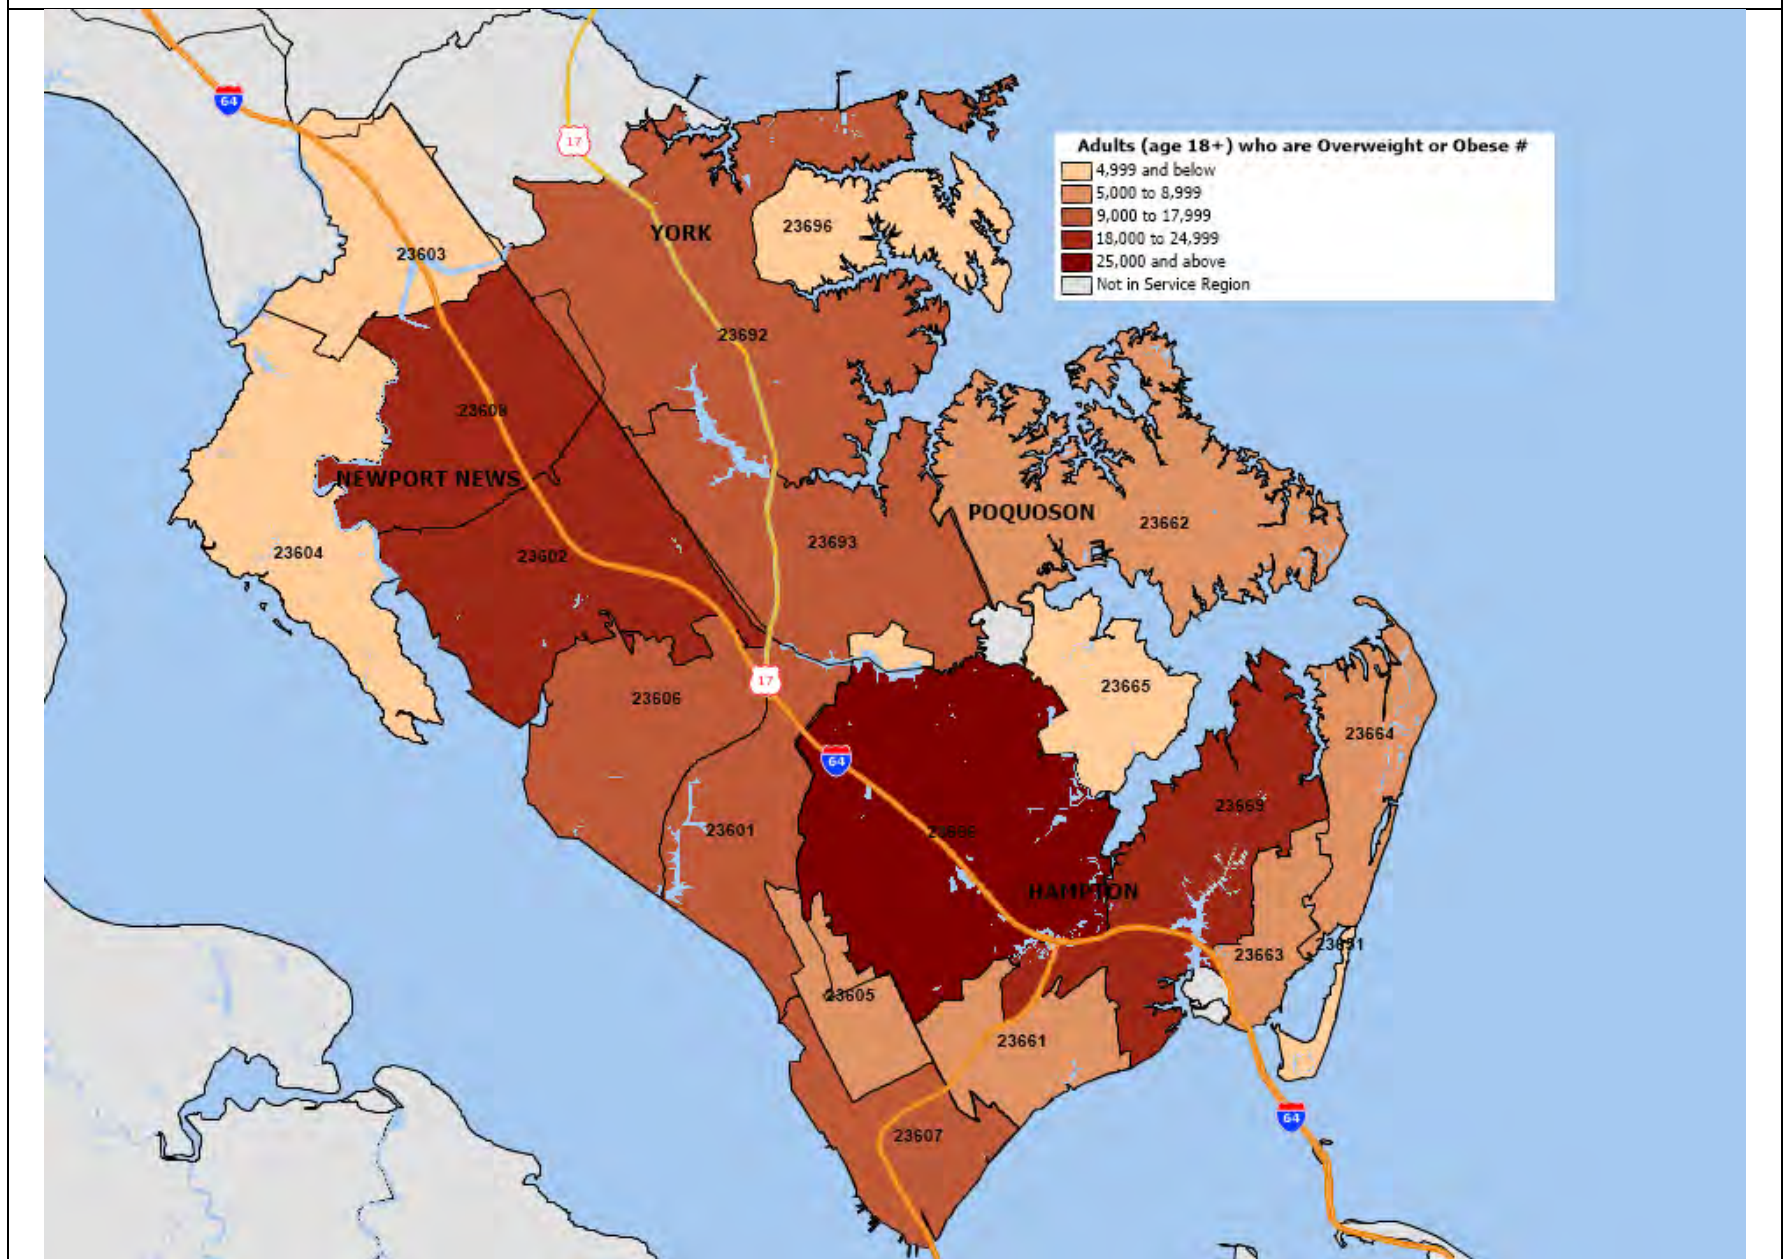 64
17
Adults (age 18+) who are Overweight or Obese #
4,999 and below
5,000 to 8,999
9,000 to 17,999
18,000 to 24,999
25,000 and above
Not in Service Region
23696
YORK
23603
23692
23608
NEWPORT NEWS
POQUOSON
23662
23693
23604
23602
17
23606
23665
23664
64
23669
23601
23666
HAMPTON
23651
23663
23605
23661
64
23607